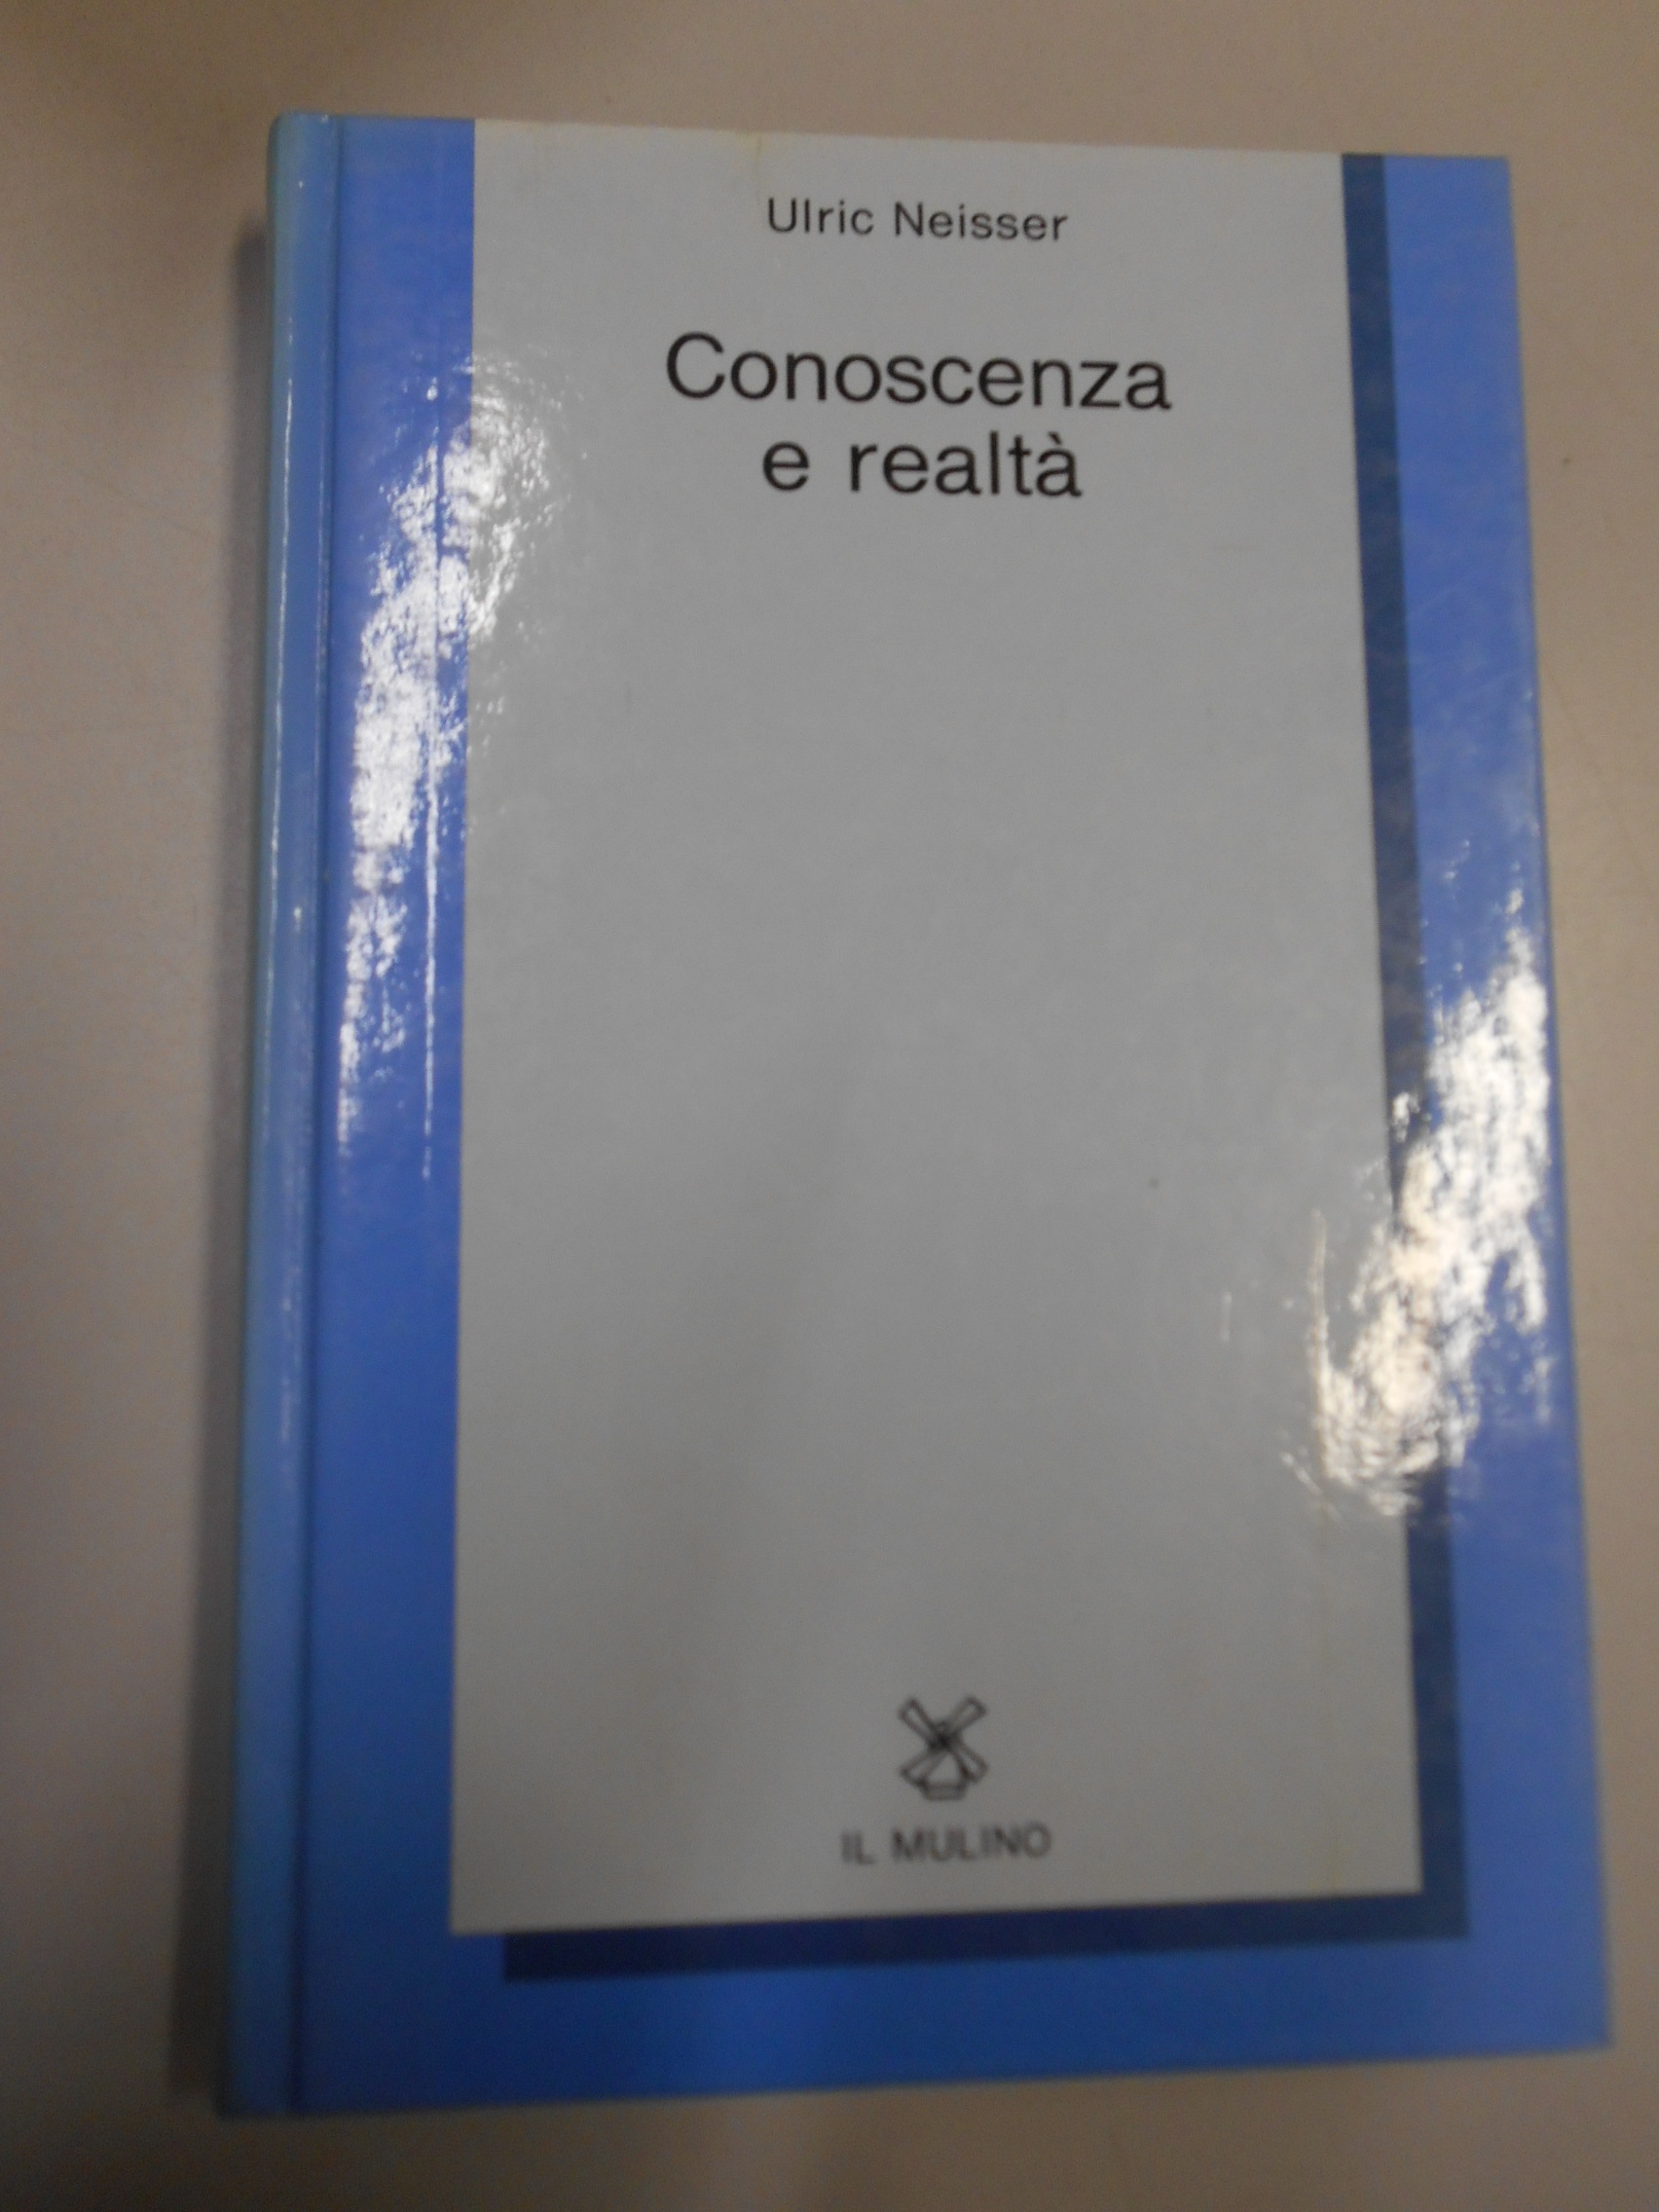 Ulric Neisser
Conoscenza
e realtà
IL MULINO